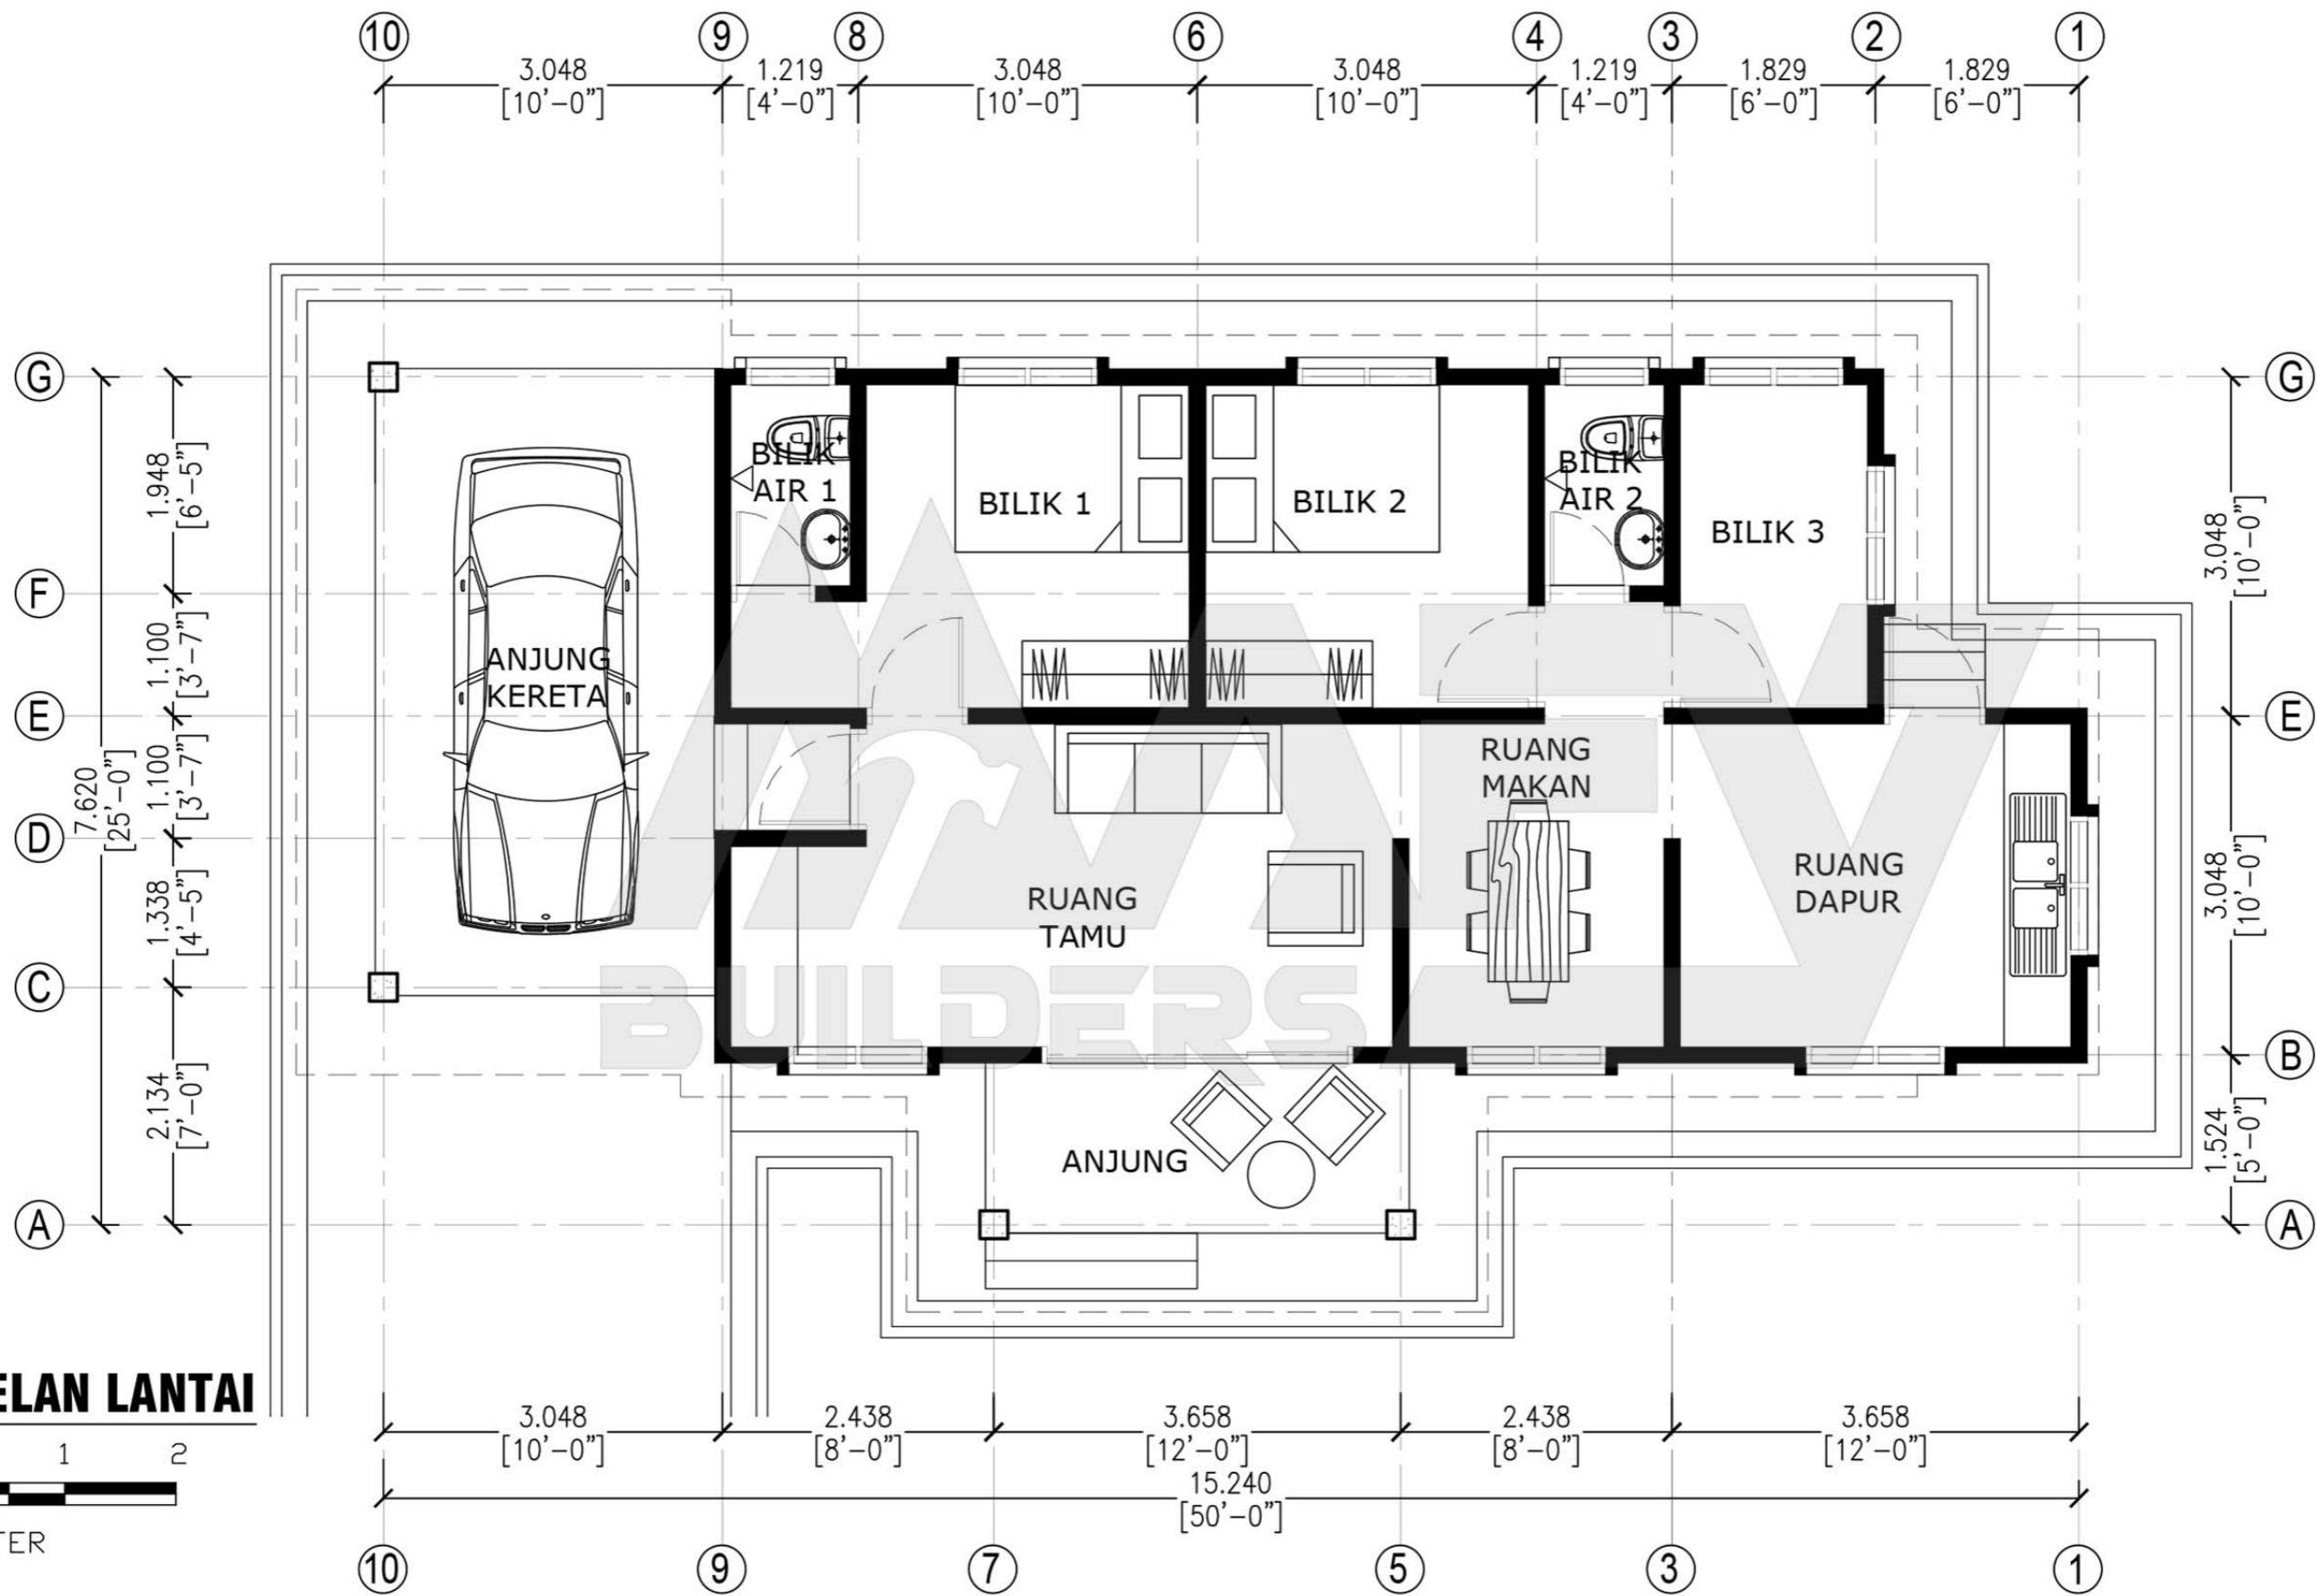 10 9 8 6 4 3 2 1
3.048 1.219 3.048 3.048 1.219 1.829 1.829
[10'-0"] [4'-0"] [10'-0"] [10'-0"] [4'-0"] [6'-0"] [6'-0"]
G
F
E
D
C
A
7.620
[25'-0"]
1.948
[6'-5"]
1.100
[3'-7"]
1.100
[3'-7"]
1.338
[4'-5"]
2.134
[7'-0"]
ANJUNG
KERETA
BILIK
AIR 1
BILIK 1
BILIK 2
BILIK
AIR 2
BILIK 3
RUANG
TAMU
RUANG
MAKAN
RUANG
DAPUR
ANJUNG
BUILDERS
G
E
B
A
3.048
[10'-0"]
3.048
[10'-0"]
1.524
[5'-0"]
ELAN LANTAI
1 2
TER
3.048 2.438 3.658 2.438 3.658
[10'-0"] [8'-0"] [12'-0"] [8'-0"] [12'-0"]
15.240
[50'-0"]
10 9 7 5 3 1